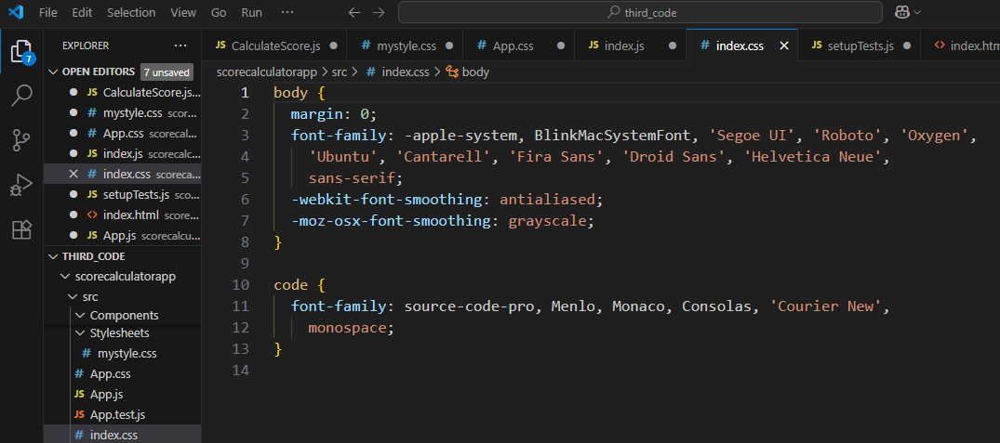 File Edit Selection View Go Run ··· third_code
EXPLORER ···
JS CalculateScore.js # mystyle.css # App.css JS index.js # index.css JS setupTests.js <> index.htm
OPEN EDITORS 7 unsaved
7
JS CalculateScore.js...
# mystyle.css scor...
# App.css scorecal...
JS index.js scorecalc...
# index.css scoreca...
JS setupTests.js sco...
<> index.html score...
JS App.js scorecalcu...
THIRD_CODE
scorecalculatorapp
src
Components
Stylesheets
# mystyle.css
# App.css
JS App.js
JS App.test.js
# index.css
scorecalculatorapp > src > # index.css > body
1 body {
2 margin: 0;
3 font-family: -apple-system, BlinkMacSystemFont, 'Segoe UI', 'Roboto', 'Oxygen',
4 'Ubuntu', 'Cantarell', 'Fira Sans', 'Droid Sans', 'Helvetica Neue',
5 sans-serif;
6 -webkit-font-smoothing: antialiased;
7 -moz-osx-font-smoothing: grayscale;
8 }
9
10 code {
11 font-family: source-code-pro, Menlo, Monaco, Consolas, 'Courier New',
12 monospace;
13 }
14